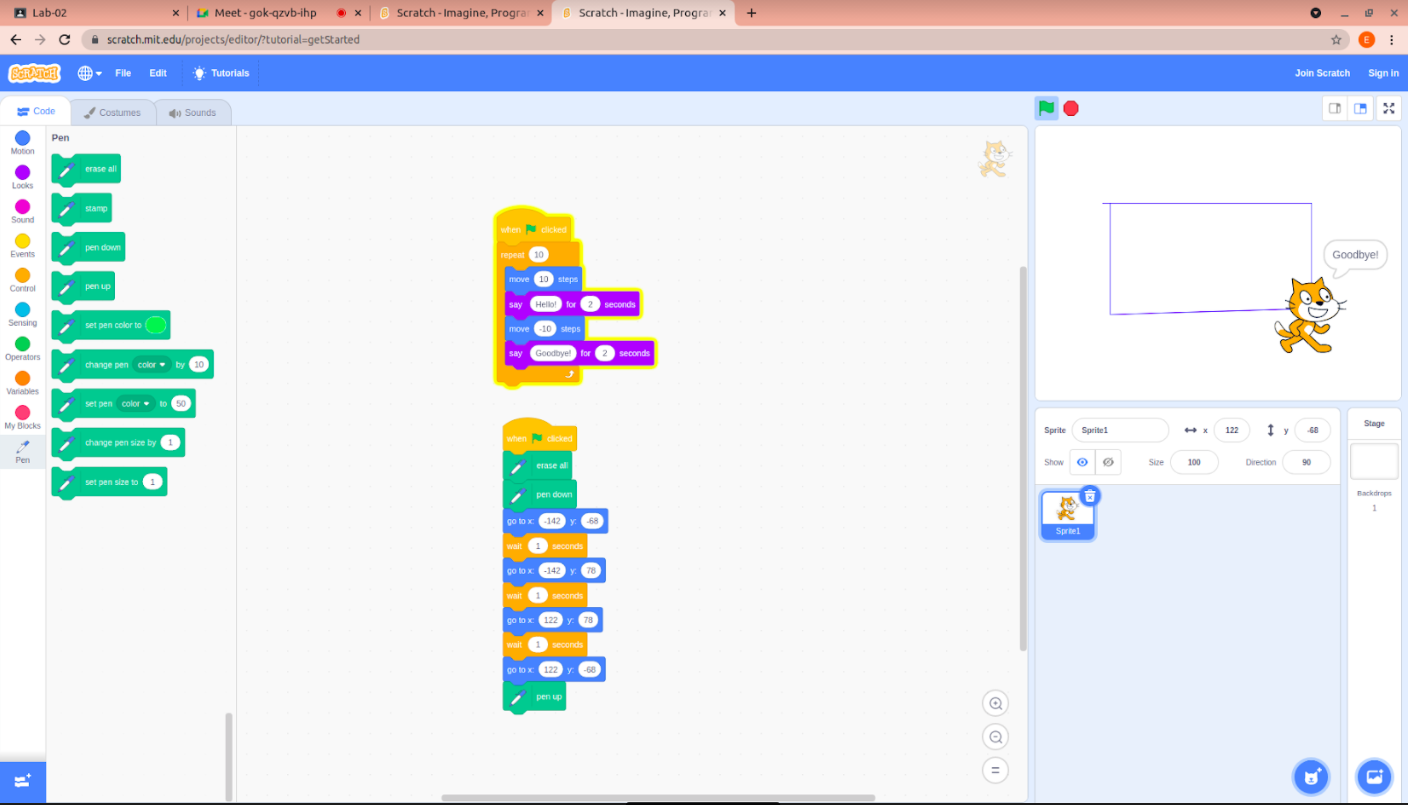 Lab-02
Meet - gok-qzvb-ihp
Scratch - Imagine, Progra
Scratch - Imagine, Progra
scratch.mit.edu/projects/editor/?tutorial=getStarted
E
SCRATCH
File
Edit
Tutorials
Join Scratch
Sign in
Code
Costumes
Sounds
Motion
Looks
Sound
Events
Control
Sensing
Operators
Variables
My Blocks
Pen
Pen
erase all
stamp
pen down
pen up
set pen color to
change pen color by 10
set pen color to 50
change pen size by 1
set pen size to 1
when clicked
repeat 10
move 10 steps
say Hello! for 2 seconds
move -10 steps
say Goodbye! for 2 seconds
when clicked
erase all
pen down
go to x: -142 y: -68
wait 1 seconds
go to x: -142 y: 78
wait 1 seconds
go to x: 122 y: 78
wait 1 seconds
go to x: 122 y: -68
pen up
Goodbye!
Sprite Sprite1 x 122 y -68
Show Size 100 Direction 90
Sprite1
Stage
Backdrops
1